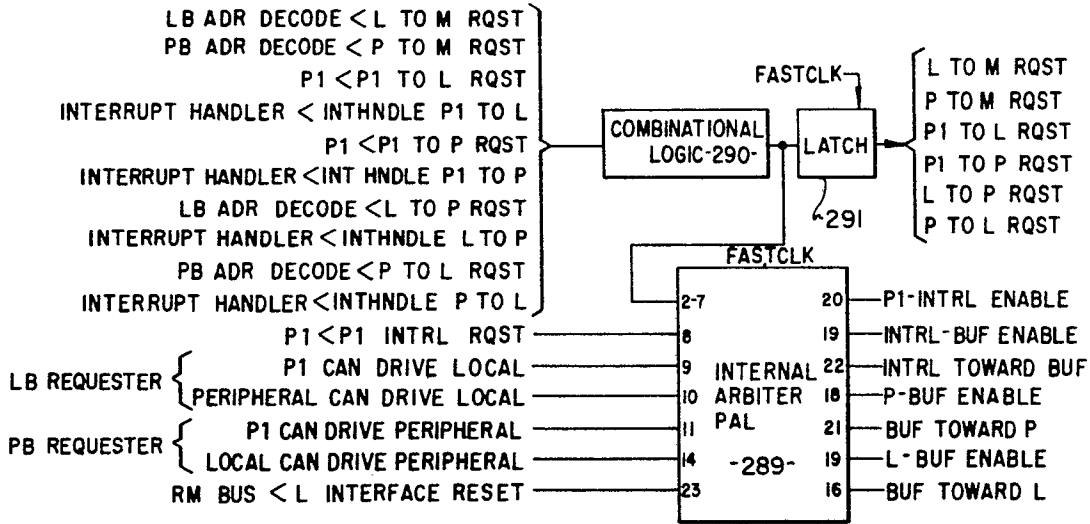 LB ADR DECODE < L TO M RQST
PB ADR DECODE < P TO M RQST
P1 < P1 TO L RQST
INTERRUPT HANDLER < INTHNDLE P1 TO L
P1 < P1 TO P RQST
INTERRUPT HANDLER < INT HNDLE P1 TO P
LB ADR DECODE < L TO P RQST
INTERRUPT HANDLER < INTHNDLE L TO P
PB ADR DECODE < P TO L RQST
INTERRUPT HANDLER < INTHNDLE P TO L
COMBINATIONAL
LOGIC-290-
FASTCLK
LATCH
291
L TO M RQST
P TO M RQST
P1 TO L RQST
P1 TO P RQST
L TO P RQST
P TO L RQST
P1 < P1 INTRL RQST
LB REQUESTER
P1 CAN DRIVE LOCAL
PERIPHERAL CAN DRIVE LOCAL
PB REQUESTER
P1 CAN DRIVE PERIPHERAL
LOCAL CAN DRIVE PERIPHERAL
RM BUS < L INTERFACE RESET
FASTCLK
2-7
8
9
10
11
14
23
INTERNAL
ARBITER
PAL
-289-
20 P1-INTRL ENABLE
19 INTRL-BUF ENABLE
22 INTRL TOWARD BUF
18 P-BUF ENABLE
21 BUF TOWARD P
19 L-BUF ENABLE
16 BUF TOWARD L